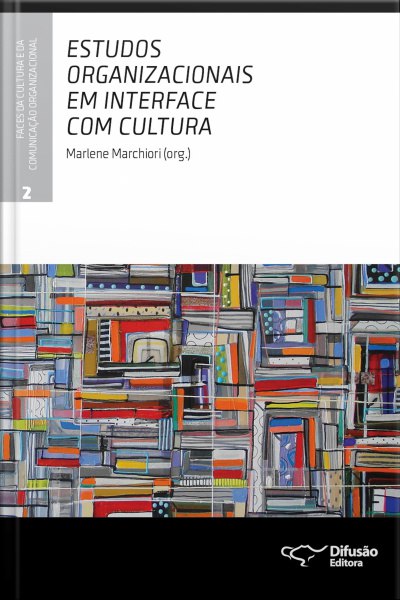 FACES DA CULTURA E DA
COMUNICAÇÃO ORGANIZACIONAL
2
ESTUDOS
ORGANIZACIONAIS
EM INTERFACE
COM CULTURA
Marlene Marchiori (org.)
Difusão
Editora